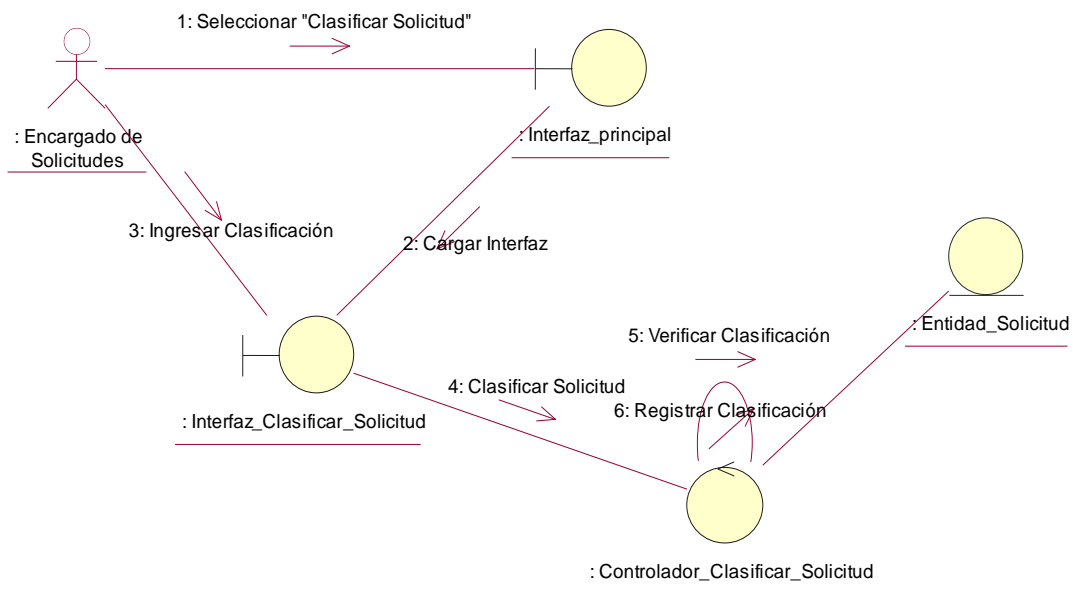 1: Seleccionar "Clasificar Solicitud"
: Encargado de
Solicitudes
: Interfaz_principal
3: Ingresar Clasificación
2: Cargar Interfaz
: Entidad_Solicitud
5: Verificar Clasificación
4: Clasificar Solicitud
6: Registrar Clasificación
: Interfaz_Clasificar_Solicitud
: Controlador_Clasificar_Solicitud